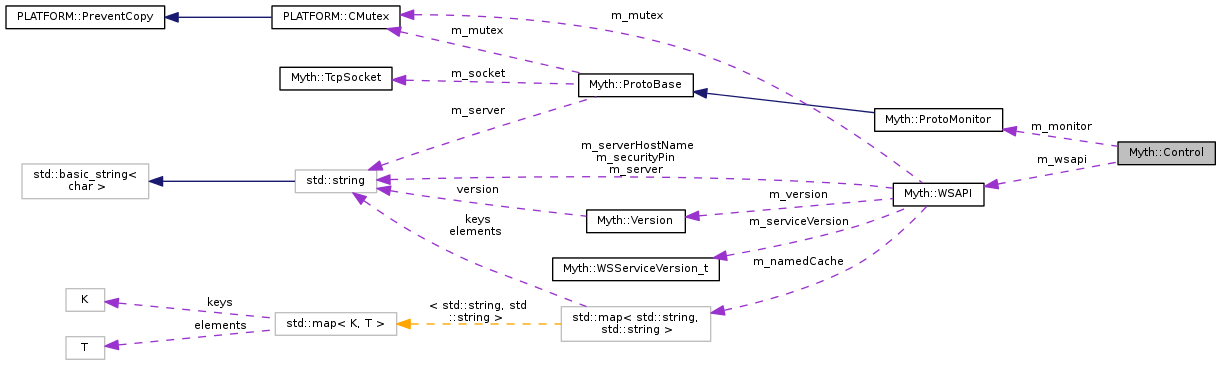 PLATFORM::PreventCopy
PLATFORM::CMutex
m_mutex
m_mutex
Myth::TcpSocket
m_socket
Myth::ProtoBase
m_server
Myth::ProtoMonitor
m_monitor
Myth::Control
m_wsapi
m_serverHostName
m_securityPin
m_server
std::basic_string<
char >
std::string
version
Myth::WSAPI
m_version
Myth::Version
keys
elements
m_serviceVersion
Myth::WSServiceVersion_t
m_namedCache
K
keys
< std::string, std
::string >
std::map< K, T >
std::map< std::string,
std::string >
elements
T